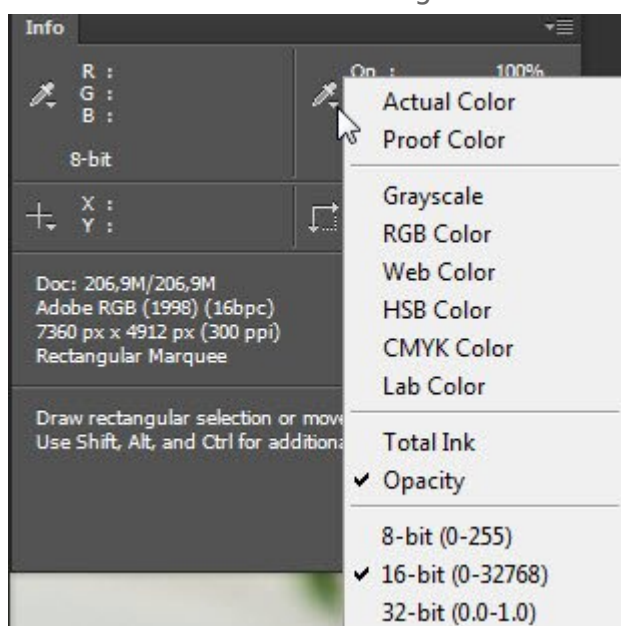 Info
R :
G :
B :
8-bit
On :
100%
X :
Y :
Doc: 206,9M/206,9M
Adobe RGB (1998) (16bpc)
7360 px x 4912 px (300 ppi)
Rectangular Marquee
Draw rectangular selection or move
Use Shift, Alt, and Ctrl for additiona
Actual Color
Proof Color
Grayscale
RGB Color
Web Color
HSB Color
CMYK Color
Lab Color
Total Ink
✔ Opacity
8-bit (0-255)
✔ 16-bit (0-32768)
32-bit (0.0-1.0)